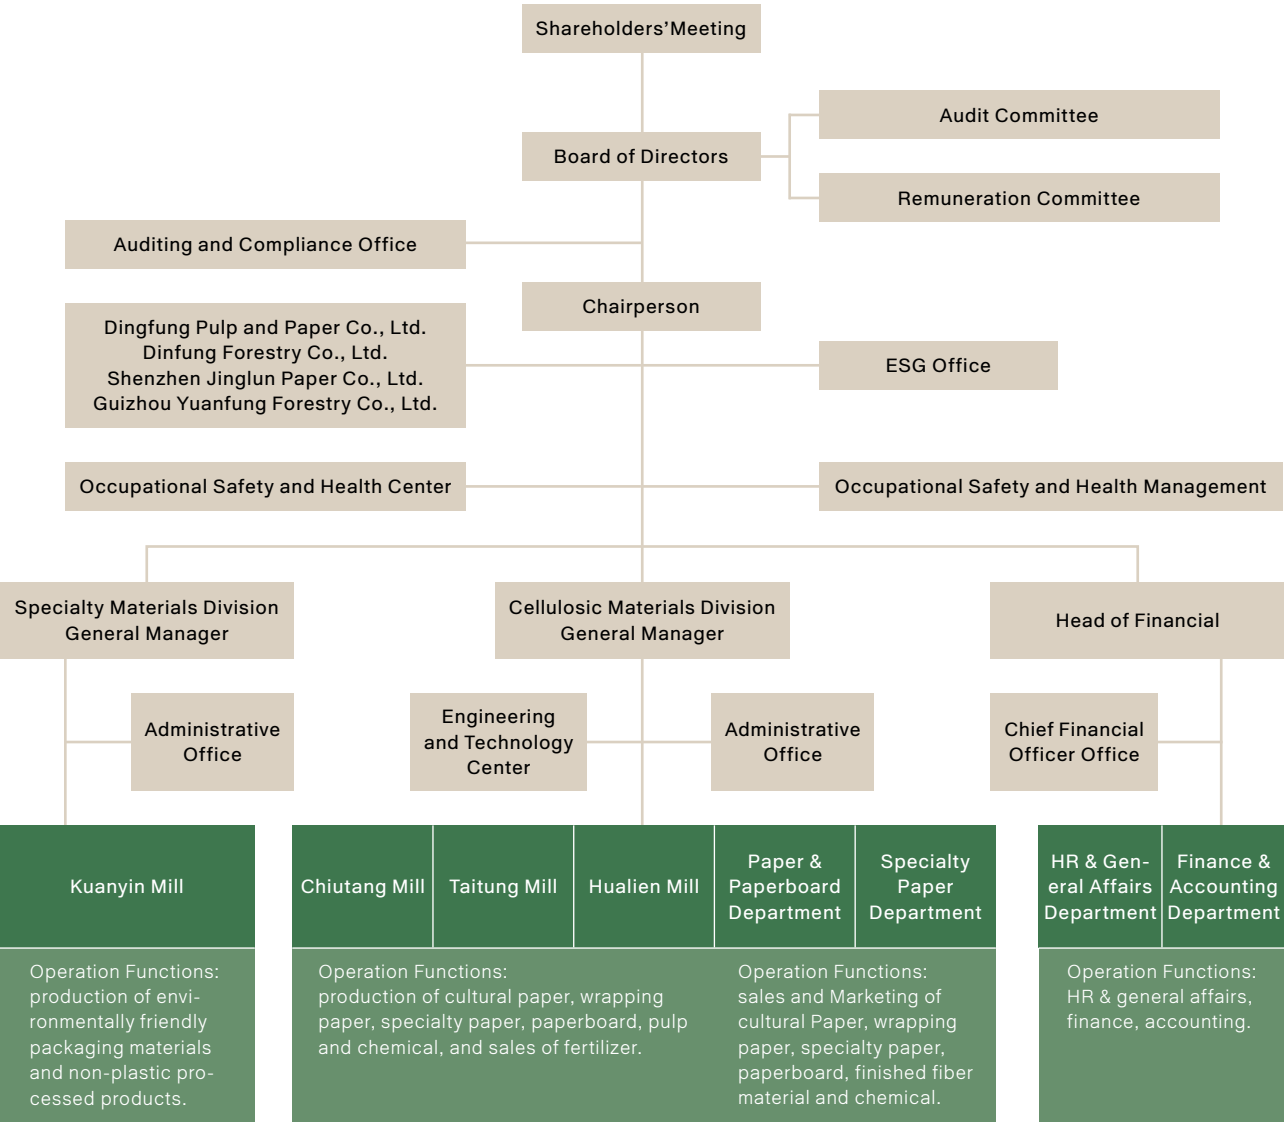 Shareholders'Meeting
Audit Committee
Board of Directors
Remuneration Committee
Auditing and Compliance Office
Chairperson
Dingfung Pulp and Paper Co., Ltd.
Dinfung Forestry Co., Ltd.
Shenzhen Jinglun Paper Co., Ltd.
Guizhou Yuanfung Forestry Co., Ltd.
ESG Office
Occupational Safety and Health Center
Occupational Safety and Health Management
Specialty Materials Division
General Manager
Cellulosic Materials Division
General Manager
Head of Financial
Administrative
Office
Engineering
and Technology
Center
Administrative
Office
Chief Financial
Officer Office
Kuanyin Mill
Chiutang Mill
Taitung Mill
Hualien Mill
Paper &
Paperboard
Department
Specialty
Paper
Department
HR & Gen-
eral Affairs
Department
Finance &
Accounting
Department
Operation Functions:
production of envi-
ronmentally friendly
packaging materials
and non-plastic pro-
cessed products.
Operation Functions:
production of cultural paper, wrapping
paper, specialty paper, paperboard, pulp
and chemical, and sales of fertilizer.
Operation Functions:
sales and Marketing of
cultural Paper, wrapping
paper, specialty paper,
paperboard, finished fiber
material and chemical.
Operation Functions:
HR & general affairs,
finance, accounting.